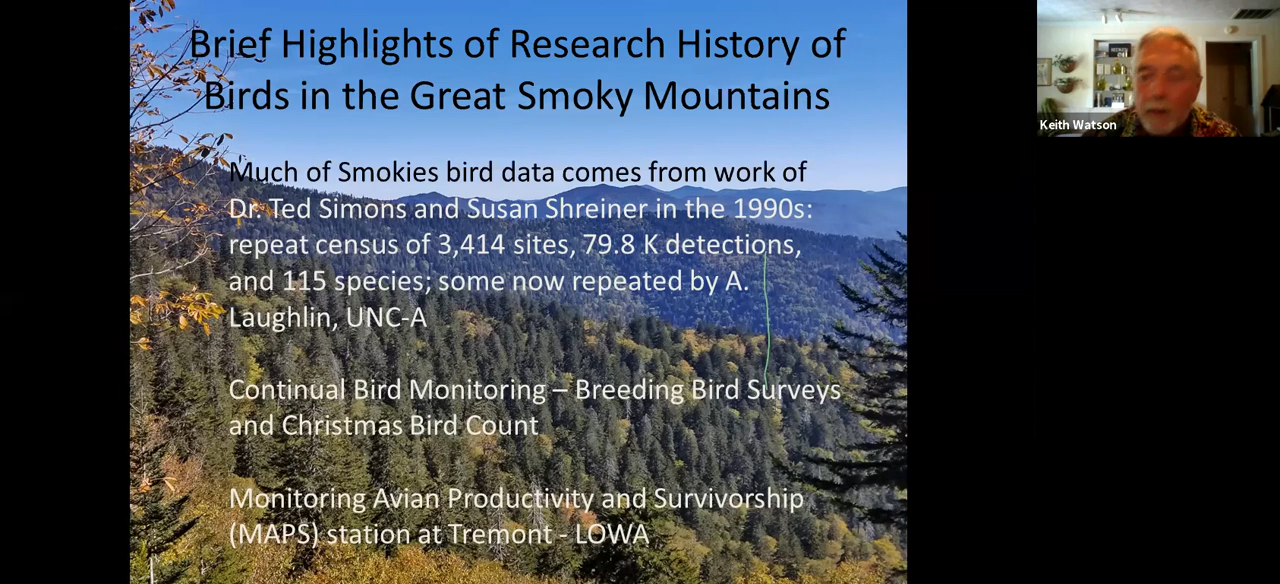 Brief Highlights of Research History of
Birds in the Great Smoky Mountains
Much of Smokies bird data comes from work of
Dr. Ted Simons and Susan Shreiner in the 1990s:
repeat census of 3,414 sites, 79.8 K detections,
and 115 species; some now repeated by A.
Laughlin, UNC-A
Continual Bird Monitoring – Breeding Bird Surveys
and Christmas Bird Count
Monitoring Avian Productivity and Survivorship
(MAPS) station at Tremont - LOWA
Keith Watson